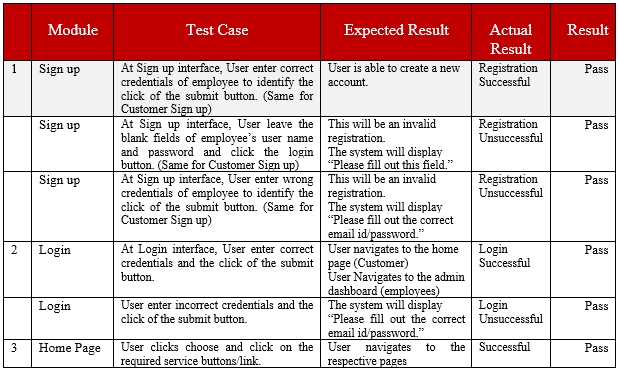 Module Test Case Expected Result Actual Result Result
1 Sign up At Sign up interface, User enter correct User is able to create a new Registration Pass
credentials of employee to identify the account. Successful
click of the submit button. (Same for
Customer Sign up)
Sign up At Sign up interface, User leave the This will be an invalid Registration Pass
blank fields of employee's user name registration. Unsuccessful
and password and click the login The system will display
button. (Same for Customer Sign up) "Please fill out this field."
Sign up At Sign up interface, User enter wrong This will be an invalid Registration Pass
credentials of employee to identify the registration. Unsuccessful
click of the submit button. (Same for The system will display
Customer Sign up) "Please fill out the correct
email id/password."
2 Login At Login interface, User enter correct User navigates to the home Login Pass
credentials and the click of the submit page (Customer) Successful
button. User Navigates to the admin
dashboard (employees)
Login User enter incorrect credentials and the The system will display Login Pass
click of the submit button. "Please fill out the correct Unsuccessful
email id/password."
3 Home Page User clicks choose and click on the User navigates to the Successful Pass
required service buttons/link. respective pages